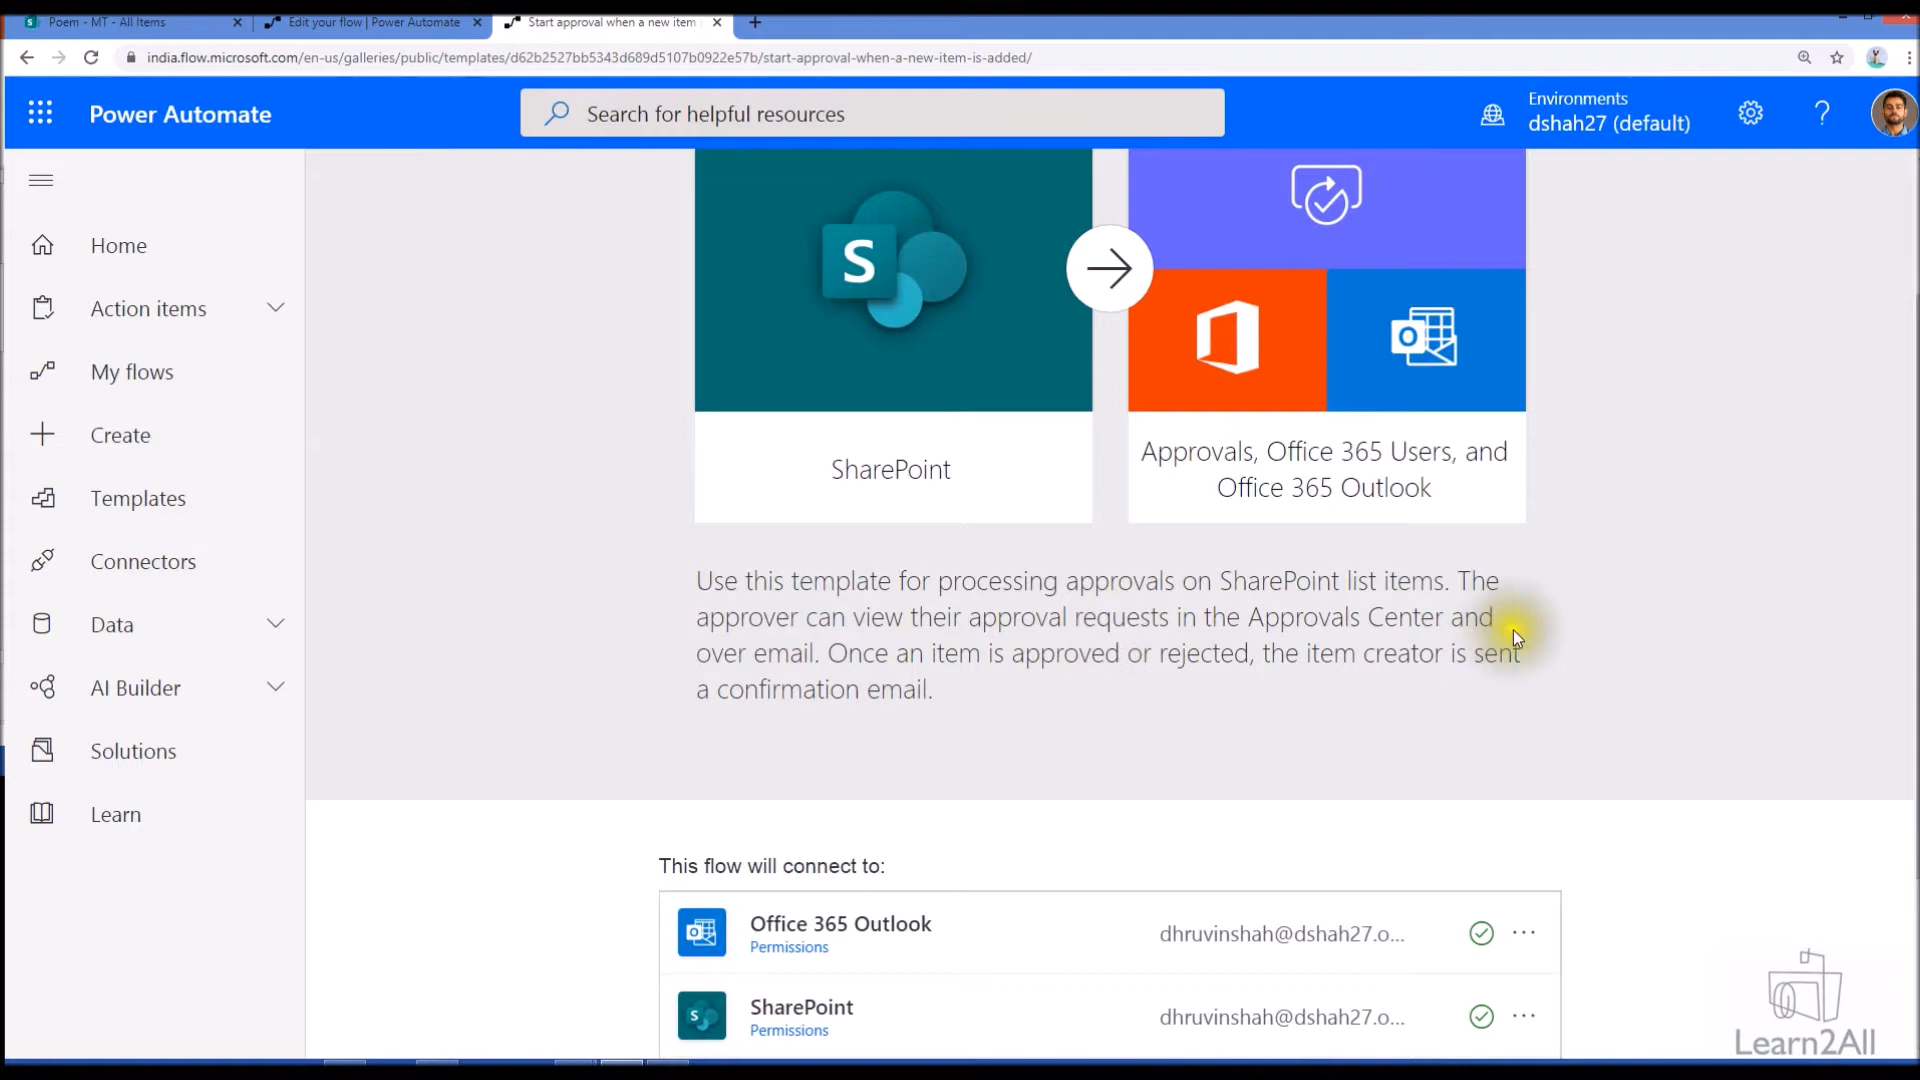 Poem - MT - All Items
Edit your flow | Power Automate
Start approval when a new item
india.flow.microsoft.com/en-us/galleries/public/templates/d62b2527bb5343d689d5107b0922e57b/start-approval-when-a-new-item-is-added/
Power Automate
Search for helpful resources
Environments
dshah27 (default)
Home
Action items
My flows
Create
Templates
Connectors
Data
AI Builder
Solutions
Learn
S
SharePoint
O
Approvals, Office 365 Users, and
Office 365 Outlook
Use this template for processing approvals on SharePoint list items. The
approver can view their approval requests in the Approvals Center and
over email. Once an item is approved or rejected, the item creator is sent
a confirmation email.
This flow will connect to:
Office 365 Outlook
Permissions
dhruvinshah@dshah27.o...
SharePoint
Permissions
dhruvinshah@dshah27.o...
Learn2All